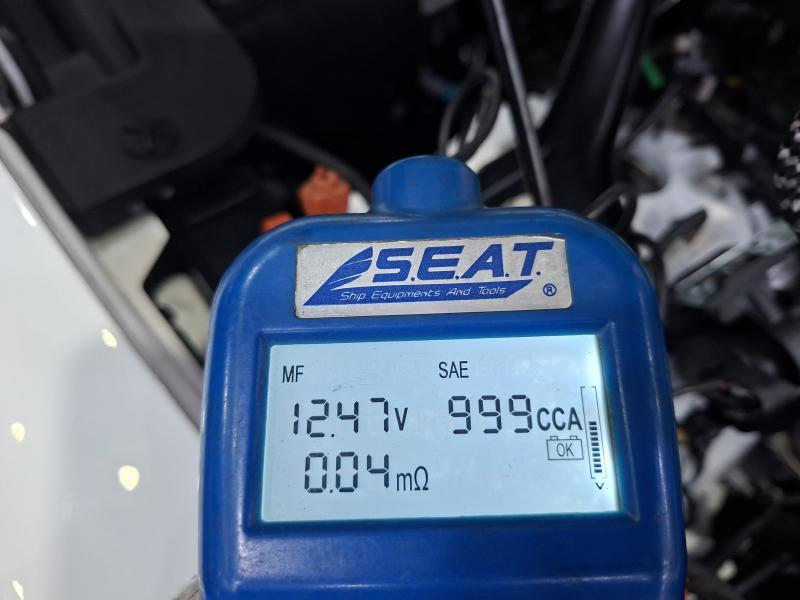 S.E.A.T.
Ship Equipments And Tools ®
MF SAE
12.47V 999CCA
OK
0.04mΩ